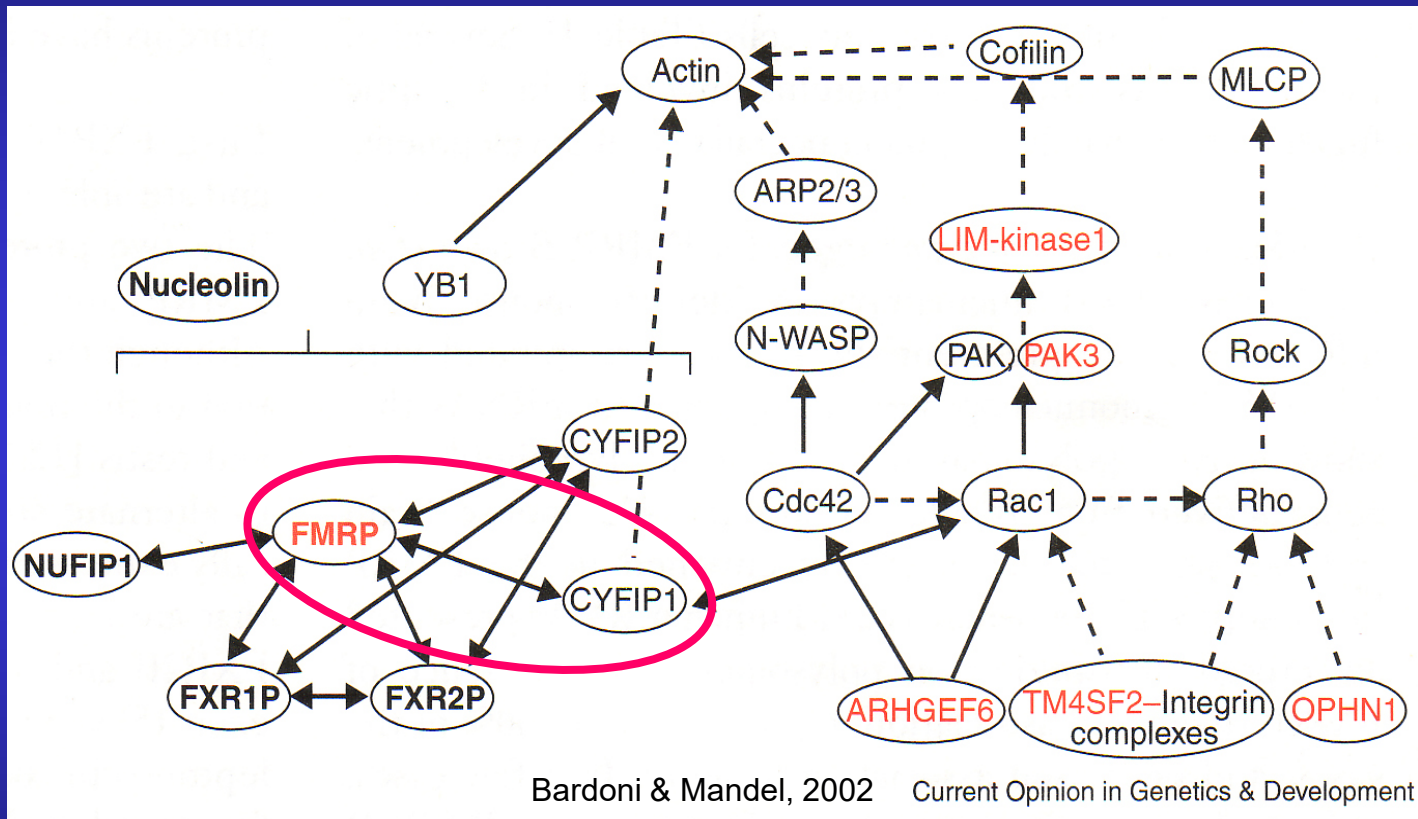 Actin
Cofilin
MLCP
ARP2/3
LIM-kinase1
Nucleolin
YB1
N-WASP
PAK, PAK3
Rock
CYFIP2
Cdc42
Rac1
Rho
FMRP
NUFIP1
CYFIP1
FXR1P
FXR2P
ARHGEF6
TM4SF2–Integrin
complexes
OPHN1
Bardoni & Mandel, 2002
Current Opinion in Genetics & Development